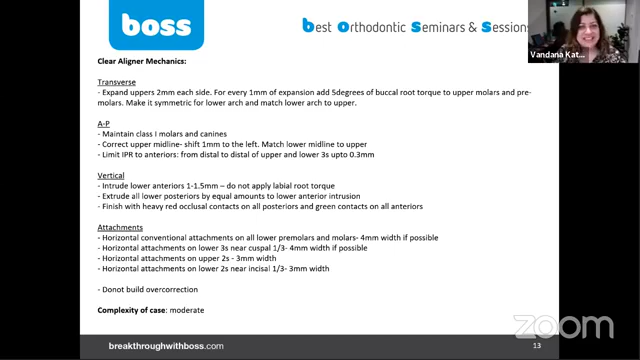 boss
Best Orthodontic Seminars & Sessions
Vandana Kat...
Clear Aligner Mechanics:
Transverse
- Expand uppers 2mm each side. For every 1mm of expansion add 5degrees of buccal root torque to upper molars and pre-
molars. Make it symmetric for lower arch and match lower arch to upper.
A-P
- Maintain class I molars and canines
- Correct upper midline- shift 1mm to the left. Match lower midline to upper
- Limit IPR to anteriors: from distal to distal of upper and lower 3s upto 0.3mm
Vertical
- Intrude lower anteriors 1-1.5mm – do not apply labial root torque
- Extrude all lower posteriors by equal amounts to lower anterior intrusion
- Finish with heavy red occlusal contacts on all posteriors and green contacts on all anteriors
Attachments
- Horizontal conventional attachments on all lower premolars and molars- 4mm width if possible
- Horizontal attachments on lower 3s near cuspal 1/3- 4mm width if possible
- Horizontal attachments on upper 2s - 3mm width
- Horizontal attachments on lower 2s near incisal 1/3- 3mm width
- Donot build overcorrection
Complexity of case: moderate
breakthroughwithboss.com
13
zoom